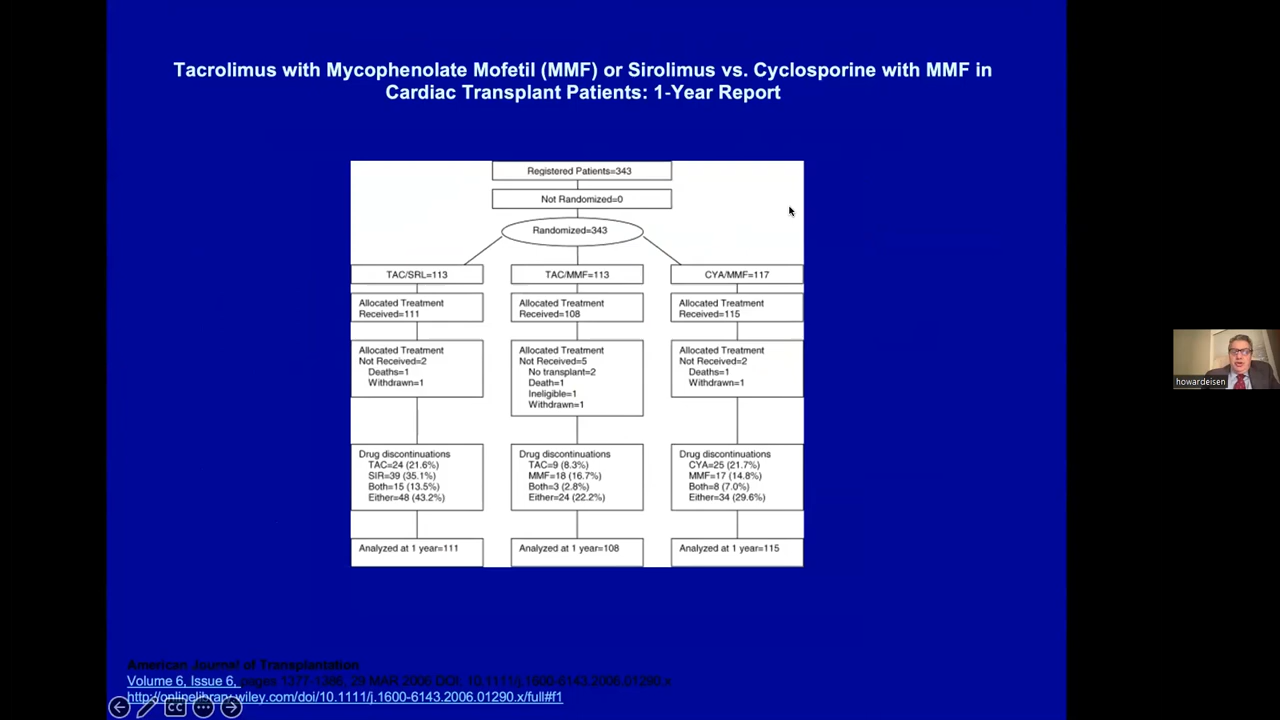 Tacrolimus with Mycophenolate Mofetil (MMF) or Sirolimus vs. Cyclosporine with MMF in
Cardiac Transplant Patients: 1-Year Report
Registered Patients=343
Not Randomized=0
Randomized=343
TAC/SRL=113
TAC/MMF=113
CYA/MMF=117
Allocated Treatment
Received=111
Allocated Treatment
Received=108
Allocated Treatment
Received=115
Allocated Treatment
Not Received=2
Deaths=1
Withdrawn=1
Allocated Treatment
Not Received=5
No transplant=2
Death=1
Ineligible=1
Withdrawn=1
Allocated Treatment
Not Received=2
Deaths=1
Withdrawn=1
Drug discontinuations
TAC=24 (21.6%)
SIR=39 (35.1%)
Both=15 (13.5%)
Either=48 (43.2%)
Drug discontinuations
TAC=9 (8.3%)
MMF=18 (16.7%)
Both=3 (2.8%)
Either=24 (22.2%)
Drug discontinuations
CYA=25 (21.7%)
MMF=17 (14.8%)
Both=8 (7.0%)
Either=34 (29.6%)
Analyzed at 1 year=111
Analyzed at 1 year=108
Analyzed at 1 year=115
howardeisen
American Journal of Transplantation
Volume 6, Issue 6, pages 1377-1386, 29 MAR 2006 DOI: 10.1111/j.1600-6143.2006.01290.x
http://onlinelibrary.wiley.com/doi/10.1111/j.1600-6143.2006.01290.x/full#f1
CC